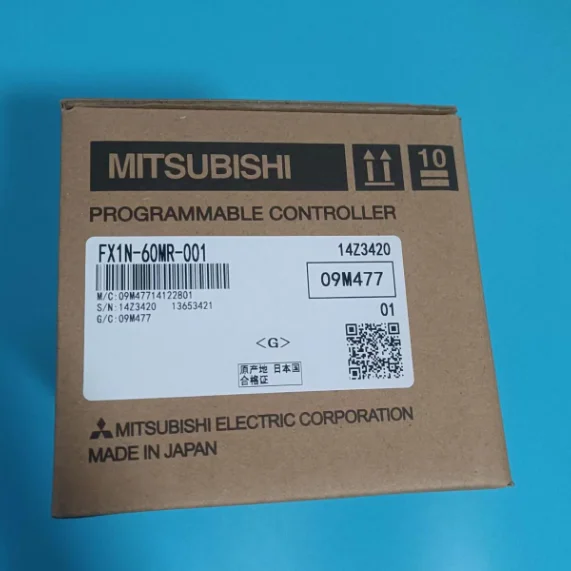 MITSUBISHI
10
PROGRAMMABLE CONTROLLER
FX1N-60MR-001
14Z3420
09M477
M/C:09M47714122801
S/N:14Z3420 13653421
G/C:09M477
01
<G>
原产地 日本国
合格证
MITSUBISHI ELECTRIC CORPORATION
MADE IN JAPAN